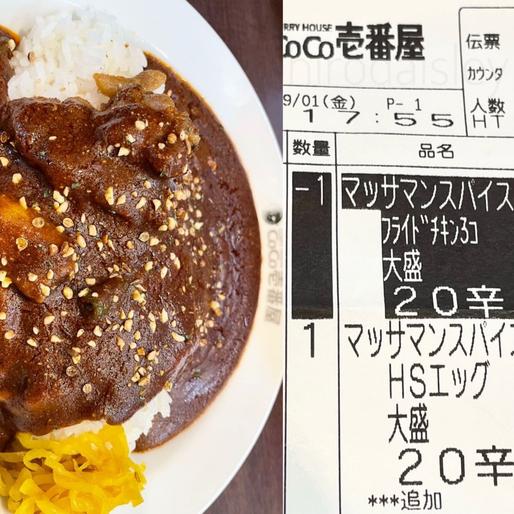 CoCo壱番屋
RRY HOUSE
CoCo壱番屋
伝票
カウンタ
9/01(金) P- 1
人数
17:55
HT
数量 品名
-1 マッサマンスパイス
フライドチキン3コ
大盛
20辛
1 マッサマンスパイス
HSエッグ
大盛
20辛
***追加